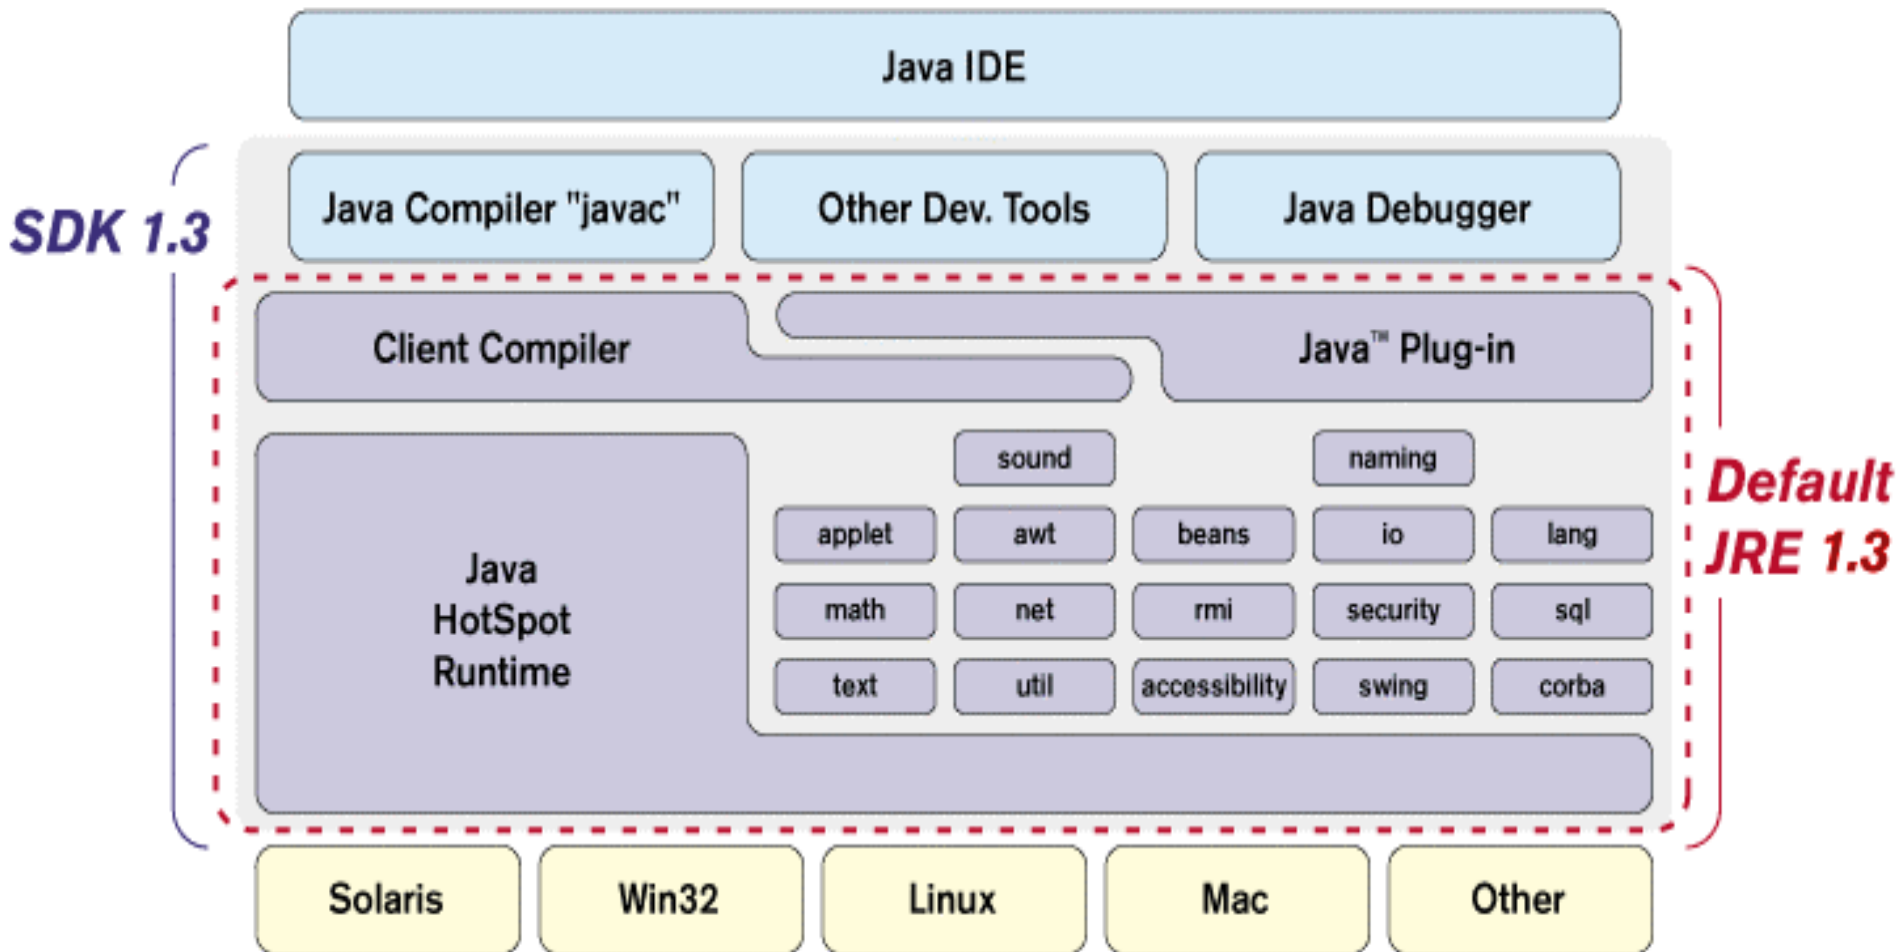 Java IDE
Java Compiler "javac"
Other Dev. Tools
Java Debugger
SDK 1.3
Client Compiler
Java™ Plug-in
sound
naming
applet
awt
beans
io
lang
math
net
rmi
security
sql
text
util
accessibility
swing
corba
Java
HotSpot
Runtime
Default
JRE 1.3
Solaris
Win32
Linux
Mac
Other